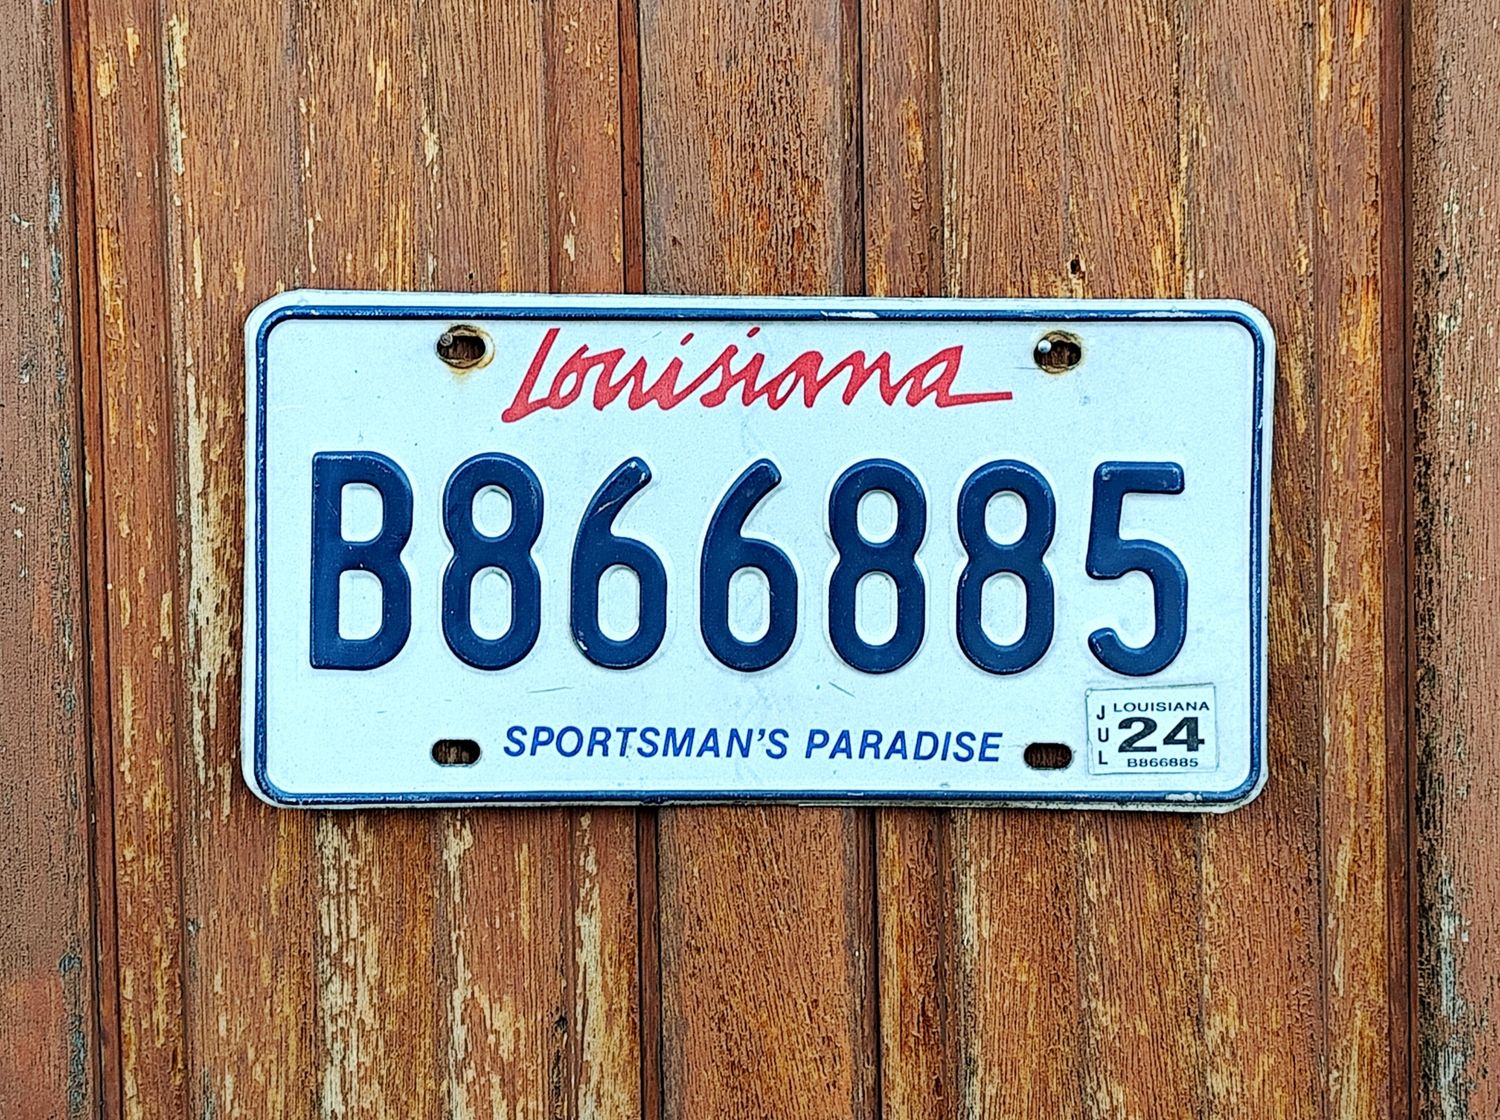 Louisiana
B866885
SPORTSMAN'S PARADISE
JUL
LOUISIANA
24
B866885